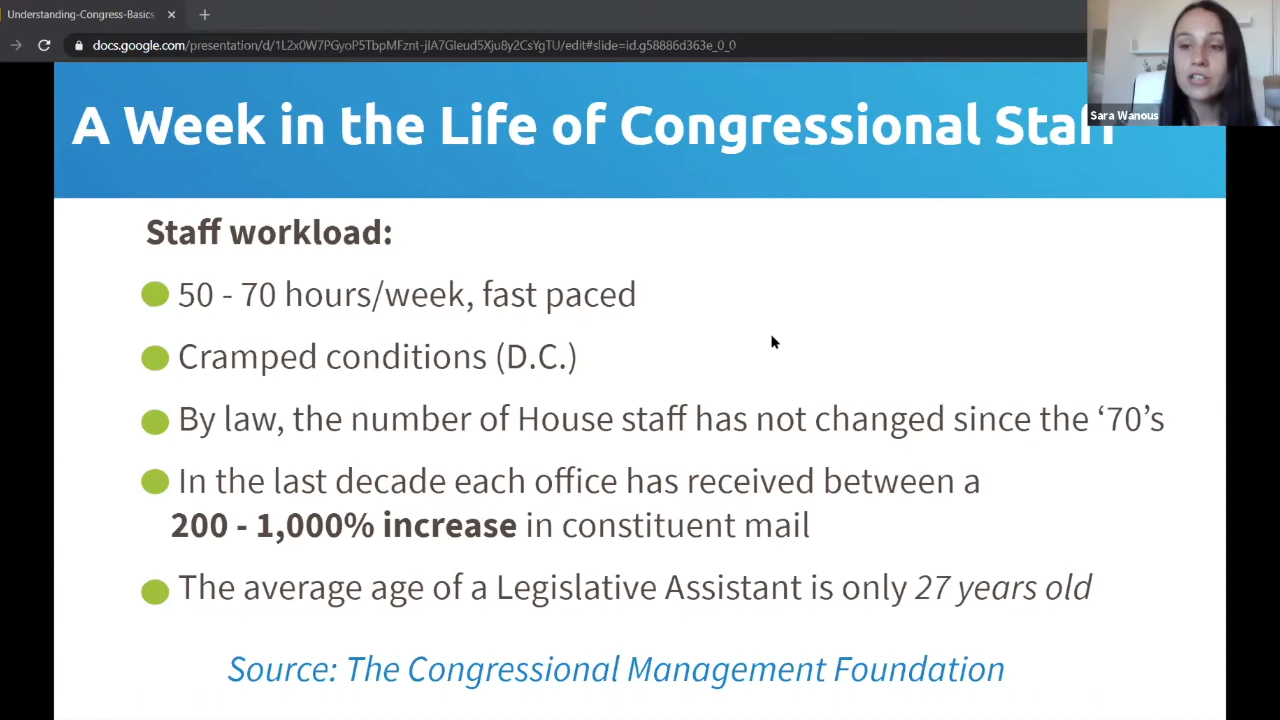 Understanding-Congress-Basics
docs.google.com/presentation/d/1L2x0W7PGyoP5TbpMFznt-jIA7Gleud5Xju8y2CsYgTU/edit#slide=id.g58886d363e_0_0
A Week in the Life of Congressional Staff
Sara Wanous
Staff workload:
50 - 70 hours/week, fast paced
Cramped conditions (D.C.)
By law, the number of House staff has not changed since the ‘70’s
In the last decade each office has received between a
200 - 1,000% increase in constituent mail
The average age of a Legislative Assistant is only 27 years old
Source: The Congressional Management Foundation